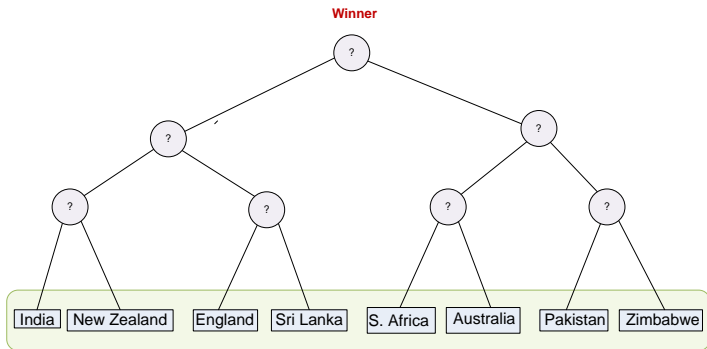 Winner
?
?
?
?
?
?
?
India
New Zealand
England
Sri Lanka
S. Africa
Australia
Pakistan
Zimbabwe